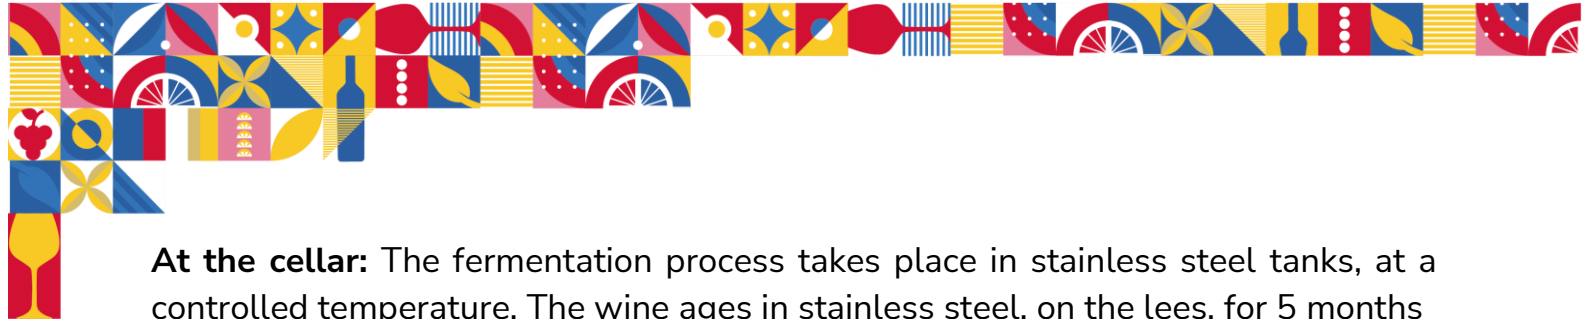 At the cellar: The fermentation process takes place in stainless steel tanks, at a
controlled temperature. The wine ages in stainless steel, on the lees, for 5 months